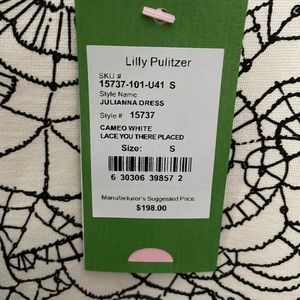 Lilly Pulitzer
SKU #
15737-101-U41 S
Style Name:
JULIANNA DRESS
Style # 15737
CAMEO WHITE
LACE YOU THERE PLACED
Size: S
6 30306 39857 2
Manufacturer's Suggested Price
$198.00